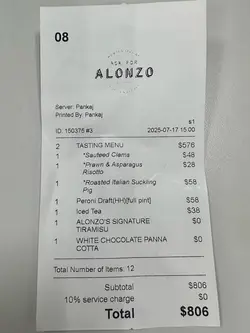 08
ASK FOR
ALONZO
Server: Pankaj
Printed By: Pankaj
s1
ID: 150375 #3 2025-07-17 15:00
2 TASTING MENU $576
1 *Sauteed Clams $48
1 *Prawn & Asparagus $28
Risotto
1 *Roasted Italian Suckling $58
Pig
1 Peroni Draft(HH)[full pint] $58
1 Iced Tea $38
1 ALONZO'S SIGNATURE $0
TIRAMISU
1 WHITE CHOCOLATE PANNA $0
COTTA
Total Number of Items: 12
Subtotal $806
10% service charge $0
Total $806